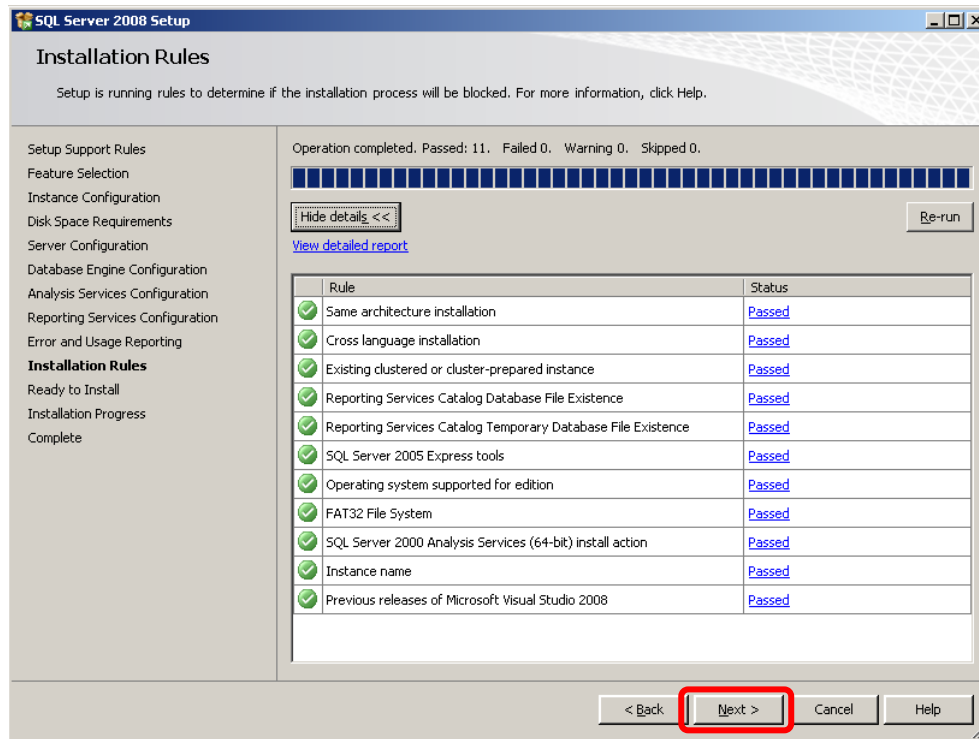 SQL Server 2008 Setup
Installation Rules
Setup is running rules to determine if the installation process will be blocked. For more information, click Help.
Setup Support Rules
Feature Selection
Instance Configuration
Disk Space Requirements
Server Configuration
Database Engine Configuration
Analysis Services Configuration
Reporting Services Configuration
Error and Usage Reporting
Installation Rules
Ready to Install
Installation Progress
Complete
Operation completed. Passed: 11. Failed 0. Warning 0. Skipped 0.
Hide details <<
Re-run
View detailed report
Rule Status
Same architecture installation Passed
Cross language installation Passed
Existing clustered or cluster-prepared instance Passed
Reporting Services Catalog Database File Existence Passed
Reporting Services Catalog Temporary Database File Existence Passed
SQL Server 2005 Express tools Passed
Operating system supported for edition Passed
FAT32 File System Passed
SQL Server 2000 Analysis Services (64-bit) install action Passed
Instance name Passed
Previous releases of Microsoft Visual Studio 2008 Passed
< Back Next > Cancel Help